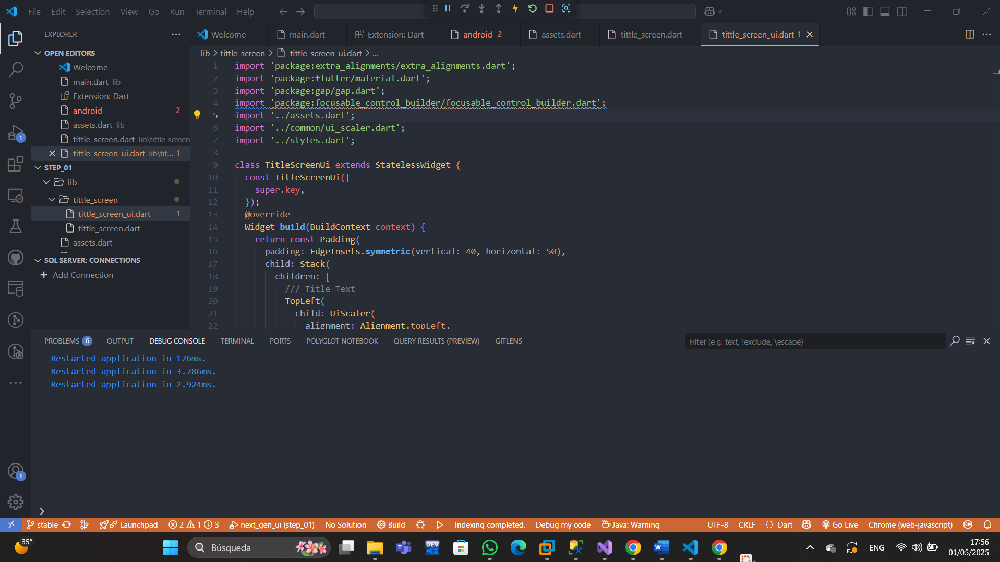 File Edit Selection View Go Run Terminal Help
EXPLORER
OPEN EDITORS
Welcome
main.dart lib
Extension: Dart
android 2
assets.dart lib
tittle_screen.dart lib\tittle_screen
tittle_screen_ui.dart lib\tit... 1
STEP_01
lib
tittle_screen
tittle_screen_ui.dart 1
tittle_screen.dart
assets.dart
SQL SERVER: CONNECTIONS
Add Connection
Welcome main.dart Extension: Dart android 2 assets.dart tittle_screen.dart tittle_screen_ui.dart 1
lib > tittle_screen > tittle_screen_ui.dart > ...
1 import 'package:extra_alignments/extra_alignments.dart';
2 import 'package:flutter/material.dart';
3 import 'package:gap/gap.dart';
4 import 'package:focusable_control_builder/focusable_control_builder.dart';
5 import '../assets.dart';
6 import '../common/ui_scaler.dart';
7 import '../styles.dart';
8
9 class TitleScreenUi extends StatelessWidget {
10 const TitleScreenUi({
11 super.key,
12 });
13 @override
14 Widget build(BuildContext context) {
15 return const Padding(
16 padding: EdgeInsets.symmetric(vertical: 40, horizontal: 50),
17 child: Stack(
18 children: [
19 /// Title Text
20 TopLeft(
21 child: UiScaler(
22 alignment: Alignment.topLeft,
PROBLEMS 6 OUTPUT DEBUG CONSOLE TERMINAL PORTS POLYGLOT NOTEBOOK QUERY RESULTS (PREVIEW) GITLENS
Filter (e.g. text, !exclude, \escape)
Restarted application in 176ms.
Restarted application in 3.786ms.
Restarted application in 2.924ms.
1
1
stable Launchpad 2 1 3 next_gen_ui (step_01) No Solution Build Indexing completed. Debug my code Java: Warning UTF-8 CRLF {} Dart Go Live Chrome (web-javascript)
35°
Búsqueda
DEV C++
ENG
17:56
01/05/2025